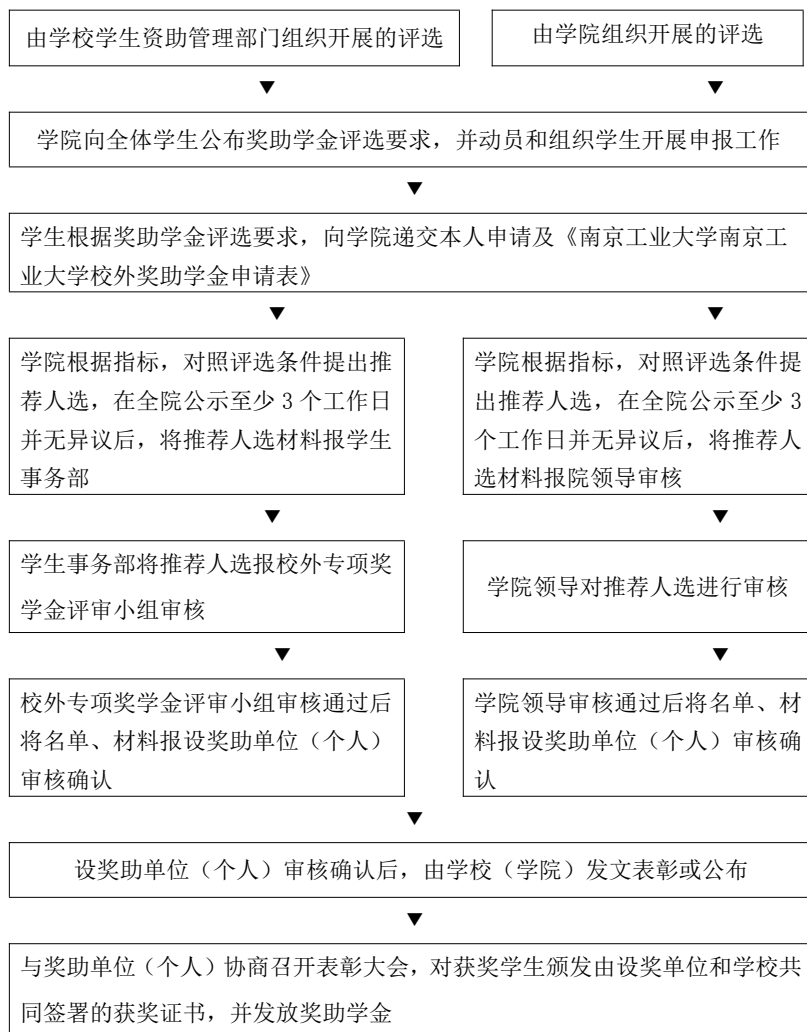 由学校学生资助管理部门组织开展的评选
由学院组织开展的评选
学院向全体学生公布奖助学金评选要求，并动员和组织学生开展申报工作
学生根据奖助学金评选要求，向学院递交本人申请及《南京工业大学南京工
业大学校外奖助学金申请表》
学院根据指标，对照评选条件提出推
荐人选，在全院公示至少 3 个工作日
并无异议后，将推荐人选材料报学生
事务部
学院根据指标，对照评选条件提
出推荐人选，在全院公示至少 3
个工作日并无异议后，将推荐人
选材料报院领导审核
学生事务部将推荐人选报校外专项奖
学金评审小组审核
学院领导对推荐人选进行审核
校外专项奖学金评审小组审核通过后
将名单、材料报设奖助单位（个人）
审核确认
学院领导审核通过后将名单、材
料报设奖助单位（个人）审核确
认
设奖助单位（个人）审核确认后，由学校（学院）发文表彰或公布
与奖助单位（个人）协商召开表彰大会，对获奖学生颁发由设奖单位和学校共
同签署的获奖证书，并发放奖助学金